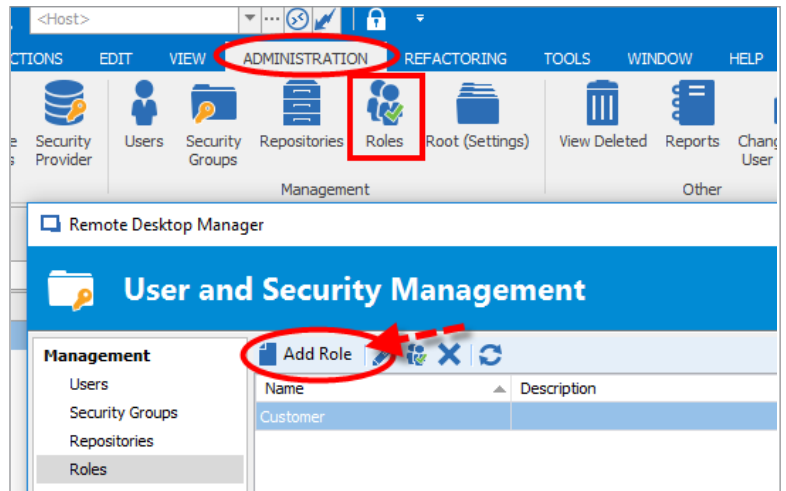 <Host>
CTIONS EDIT VIEW ADMINISTRATION REFACTORING TOOLS WINDOW HELP
Security Provider
Users
Security Groups
Repositories
Roles
Root (Settings)
View Deleted
Reports
Chang
User
Management
Other
Remote Desktop Manager
User and Security Management
Management
Users
Security Groups
Repositories
Roles
Add Role
Name Description
Customer